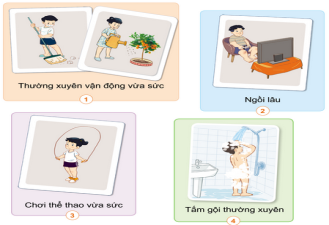 Thường xuyên vận động vừa sức
1
Ngồi lâu
2
Chơi thể thao vừa sức
3
Tắm gội thường xuyên
4